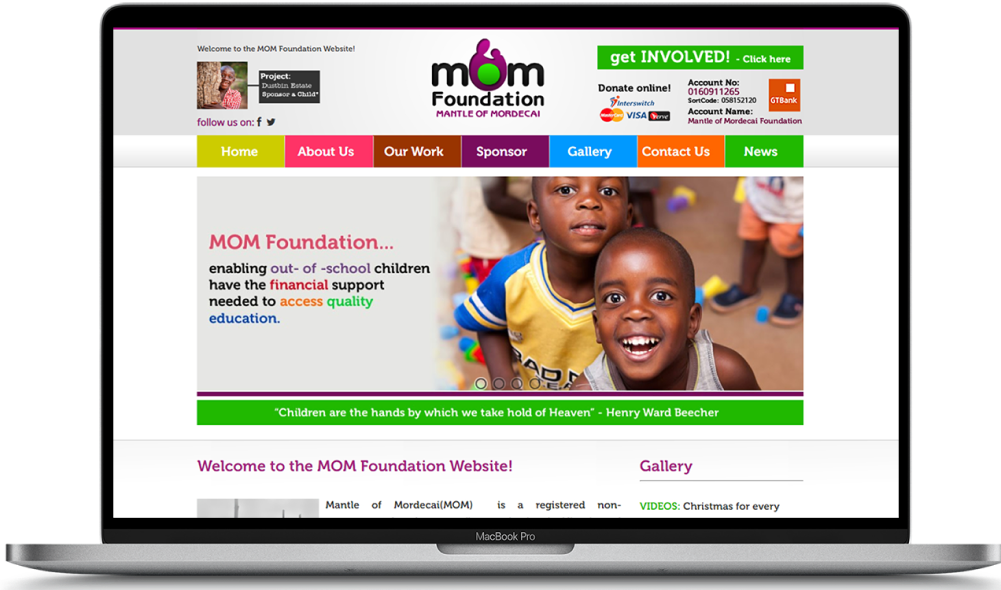 Welcome to the MOM Foundation Website!
Project:
Dustbin Estate
Sponsor a Child*
follow us on:
mom
Foundation
MANTLE OF MORDECAI
get INVOLVED! - Click here
Donate online!
Interswitch
MasterCard VISA Verve
Account No:
0160911265
SortCode: 058152120
Account Name:
Mantle of Mordecai Foundation
GTBank
Home
About Us
Our Work
Sponsor
Gallery
Contact Us
News
MOM Foundation...
enabling out- of -school children
have the financial support
needed to access quality
education.
"Children are the hands by which we take hold of Heaven" - Henry Ward Beecher
Welcome to the MOM Foundation Website!
Mantle of Mordecai(MOM) is a registered non-
Gallery
VIDEOS: Christmas for every
MacBook Pro